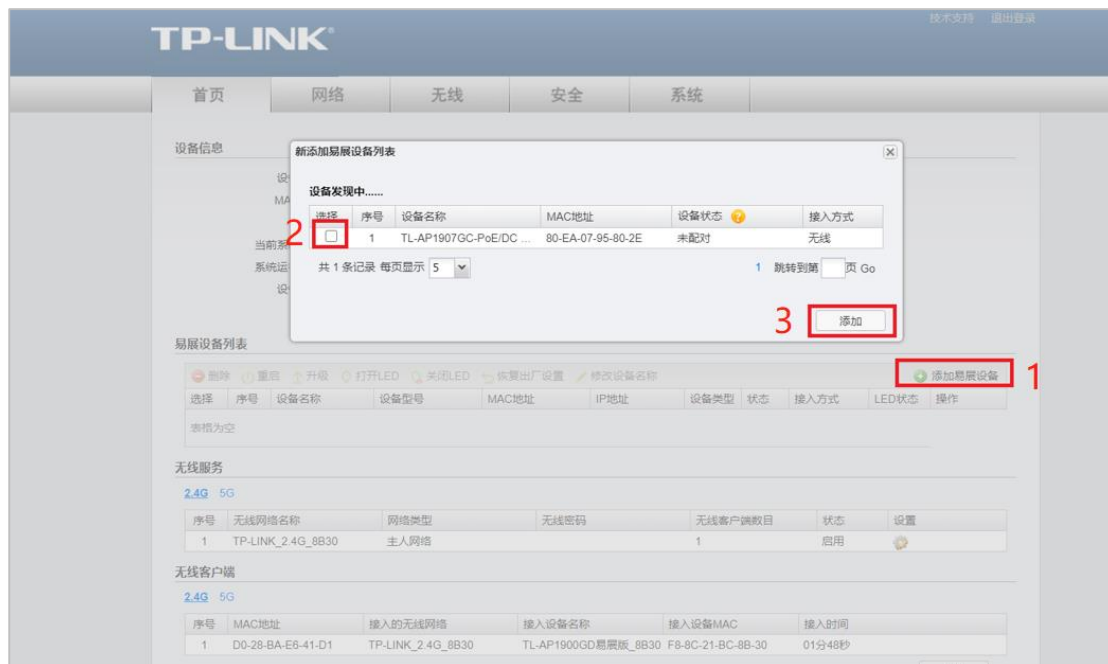 技术支持 退出登录
TP-LINK®
首页 网络 无线 安全 系统
设备信息
新添加易展设备列表
设备发现中......
选择 序号 设备名称 MAC地址 设备状态 ? 接入方式
2
1 TL-AP1907GC-PoE/DC ... 80-EA-07-95-80-2E 未配对 无线
共 1 条记录 每页显示 5 1 跳转到第 页 Go
3 添加
设
MA
当前系
系统运
设
易展设备列表
删除 重启 升级 打开LED 关闭LED 恢复出厂设置 修改设备名称 添加易展设备 1
选择 序号 设备名称 设备型号 MAC地址 IP地址 设备类型 状态 接入方式 LED状态 操作
表格为空
无线服务
2.4G 5G
序号 无线网络名称 网络类型 无线密码 无线客户端数目 状态 设置
1 TP-LINK_2.4G_8B30 主人网络 1 启用
无线客户端
2.4G 5G
序号 MAC地址 接入的无线网络 接入设备名称 接入设备MAC 接入时间
1 D0-28-BA-E6-41-D1 TP-LINK_2.4G_8B30 TL-AP1900GD易展版_8B30 F8-8C-21-BC-8B-30 01分48秒